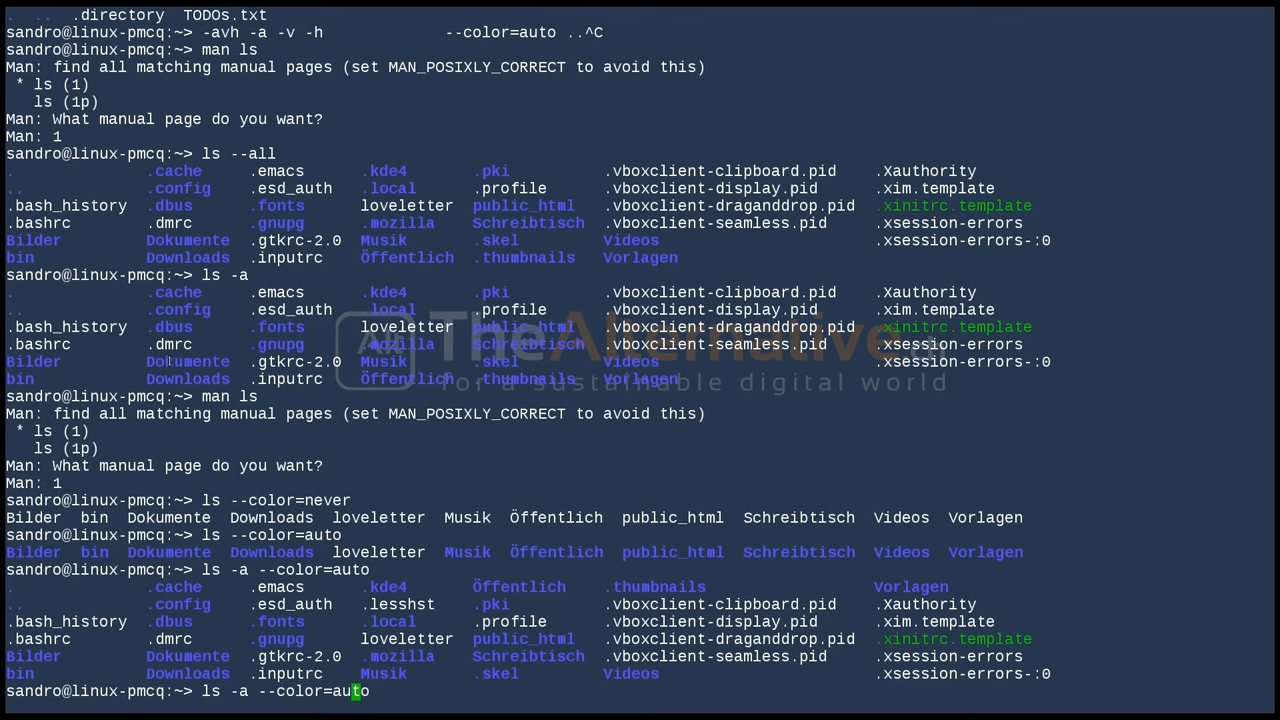 .  ..  .directory  TODOs.txt
sandro@linux-pmcq:~> -avh -a -v -h             --color=auto ..^C
sandro@linux-pmcq:~> man ls
Man: find all matching manual pages (set MAN_POSIXLY_CORRECT to avoid this)
 * ls (1)
   ls (1p)
Man: What manual page do you want?
Man: 1
sandro@linux-pmcq:~> ls --all
.              .cache     .emacs      .kde4       .pki         .vboxclient-clipboard.pid    .Xauthority
..             .config    .esd_auth   .local      .profile     .vboxclient-display.pid      .xim.template
.bash_history  .dbus      .fonts      loveletter  public_html  .vboxclient-draganddrop.pid  .xinitrc.template
.bashrc        .dmrc      .gnupg      .mozilla    Schreibtisch  .vboxclient-seamless.pid     .xsession-errors
Bilder         Dokumente  .gtkrc-2.0  Musik       .skel        Videos                       .xsession-errors-:0
bin            Downloads  .inputrc    Öffentlich  .thumbnails  Vorlagen
sandro@linux-pmcq:~> ls -a
.              .cache     .emacs      .kde4       .pki         .vboxclient-clipboard.pid    .Xauthority
..             .config    .esd_auth   .local      .profile     .vboxclient-display.pid      .xim.template
.bash_history  .dbus      .fonts      loveletter  public_html  .vboxclient-draganddrop.pid  .xinitrc.template
.bashrc        .dmrc      .gnupg      .mozilla    Schreibtisch  .vboxclient-seamless.pid     .xsession-errors
Bilder         Dokumente  .gtkrc-2.0  Musik       .skel        Videos                       .xsession-errors-:0
bin            Downloads  .inputrc    Öffentlich  .thumbnails  Vorlagen
Alt TheAlternative.ch
for a sustainable digital world
sandro@linux-pmcq:~> man ls
Man: find all matching manual pages (set MAN_POSIXLY_CORRECT to avoid this)
 * ls (1)
   ls (1p)
Man: What manual page do you want?
Man: 1
sandro@linux-pmcq:~> ls --color=never
Bilder  bin  Dokumente  Downloads  loveletter  Musik  Öffentlich  public_html  Schreibtisch  Videos  Vorlagen
sandro@linux-pmcq:~> ls --color=auto
Bilder  bin  Dokumente  Downloads  loveletter  Musik  Öffentlich  public_html  Schreibtisch  Videos  Vorlagen
sandro@linux-pmcq:~> ls -a --color=auto
.              .cache     .emacs      .kde4       Öffentlich    .thumbnails                  Vorlagen
..             .config    .esd_auth   .lesshst    .pki          .vboxclient-clipboard.pid    .Xauthority
.bash_history  .dbus      .fonts      .local      .profile      .vboxclient-display.pid      .xim.template
.bashrc        .dmrc      .gnupg      loveletter  public_html   .vboxclient-draganddrop.pid  .xinitrc.template
Bilder         Dokumente  .gtkrc-2.0  .mozilla    Schreibtisch  .vboxclient-seamless.pid     .xsession-errors
bin            Downloads  .inputrc    Musik       .skel         Videos                       .xsession-errors-:0
sandro@linux-pmcq:~> ls -a --color=auto